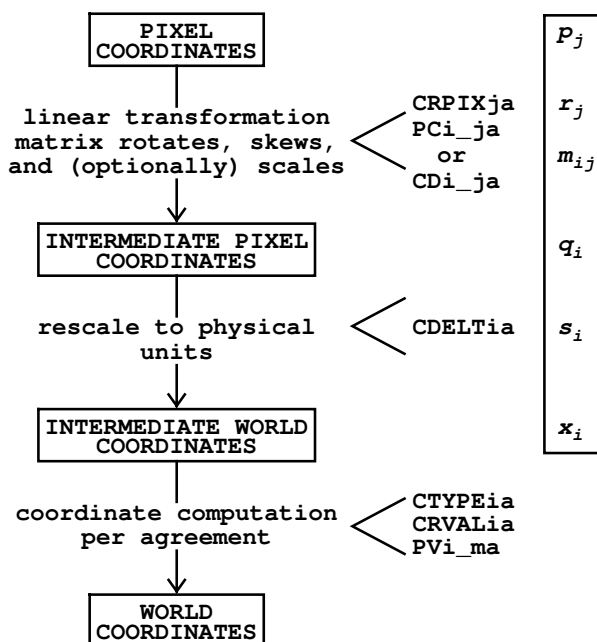 PIXEL
COORDINATES
linear transformation
matrix rotates, skews,
and (optionally) scales
CRPIXja
PCi_ja
or
CDi_ja
INTERMEDIATE PIXEL
COORDINATES
rescale to physical
units
CDELTia
INTERMEDIATE WORLD
COORDINATES
coordinate computation
per agreement
CTYPEia
CRVALia
PVi_ma
WORLD
COORDINATES
p_j
r_j
m_ij
q_i
s_i
x_i